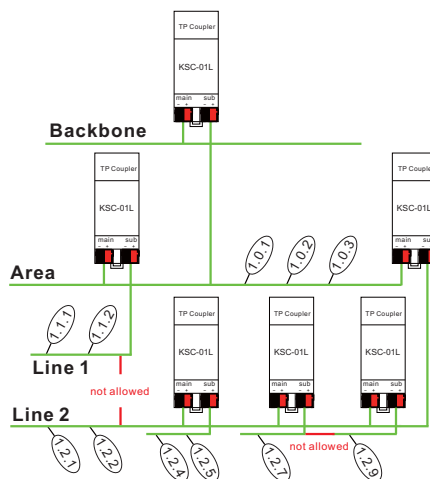 TP Coupler
KSC-01L
main sub
- + - +
Backbone
TP Coupler
KSC-01L
main sub
- + - +
TP Coupler
KSC-01L
main sub
- + - +
Area
1.0.1
1.0.2
1.0.3
1.1.1
1.1.2
Line 1
not allowed
TP Coupler
KSC-01L
main sub
- + - +
TP Coupler
KSC-01L
main sub
- + - +
TP Coupler
KSC-01L
main sub
- + - +
Line 2
not allowed
1.2.1
1.2.2
1.2.4
1.2.5
1.2.7
1.2.9